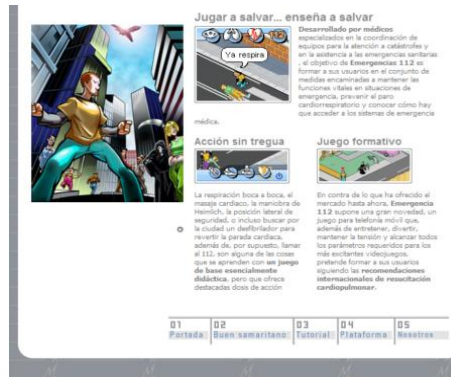 Jugar a salvar... enseña a salvar
Desarrollado por médicos
especializados en la coordinación de
equipos para la atención a catástrofes y
en la asistencia a las emergencias sanitarias
, el objetivo de Emergencias 112 es
formar a sus usuarios en el conjunto de
medidas encaminadas a mantener las
funciones vitales en situaciones de
emergencia, prevenir el paro
cardiorrespiratorio y conocer cómo hay
que acceder a los sistemas de emergencia
médica.
Ya respira
Acción sin tregua
La respiración boca a boca, el
masaje cardiaco, la maniobra de
Heimlich, la posición lateral de
seguridad, o incluso buscar por
la ciudad un desfibrilador para
revertir la parada cardiaca,
además de, por supuesto, llamar
al 112, son alguna de las cosas
que se aprenden con un juego
de base esencialmente
didáctica, pero que ofrece
destacadas dosis de acción
Juego formativo
En contra de lo que ha ofrecido el
mercado hasta ahora, Emergencia
112 supone una gran novedad, un
juego para telefonía móvil que,
además de entretener, divertir,
mantener la tensión y alcanzar todos
los parámetros requeridos para los
más excitantes videojuegos,
pretende formar a sus usuarios
siguiendo las recomendaciones
internacionales de resucitación
cardiopulmonar.
01 02 03 04 05
Portada Buen samaritano Tutorial Plataforma Nosotros